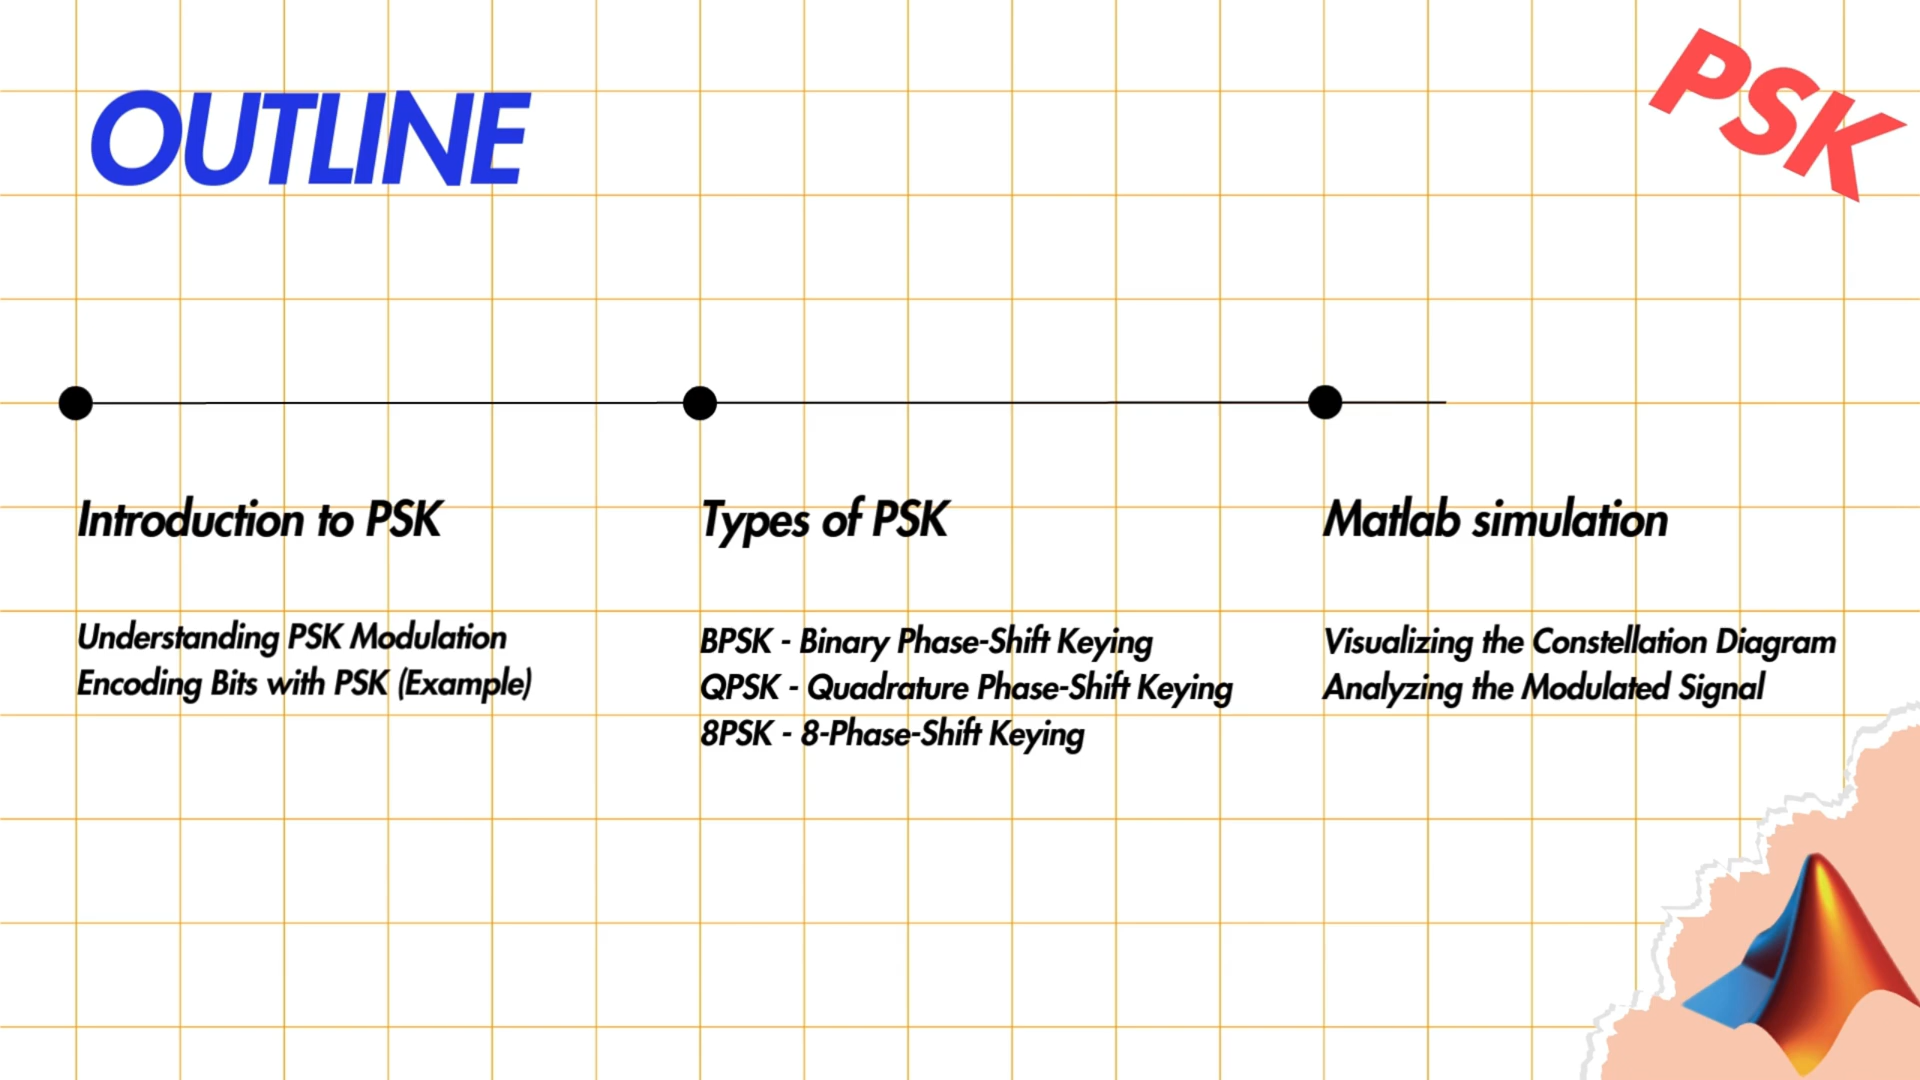 OUTLINE
PSK
Introduction to PSK
Understanding PSK Modulation
Encoding Bits with PSK (Example)
Types of PSK
BPSK - Binary Phase-Shift Keying
QPSK - Quadrature Phase-Shift Keying
8PSK - 8-Phase-Shift Keying
Matlab simulation
Visualizing the Constellation Diagram
Analyzing the Modulated Signal